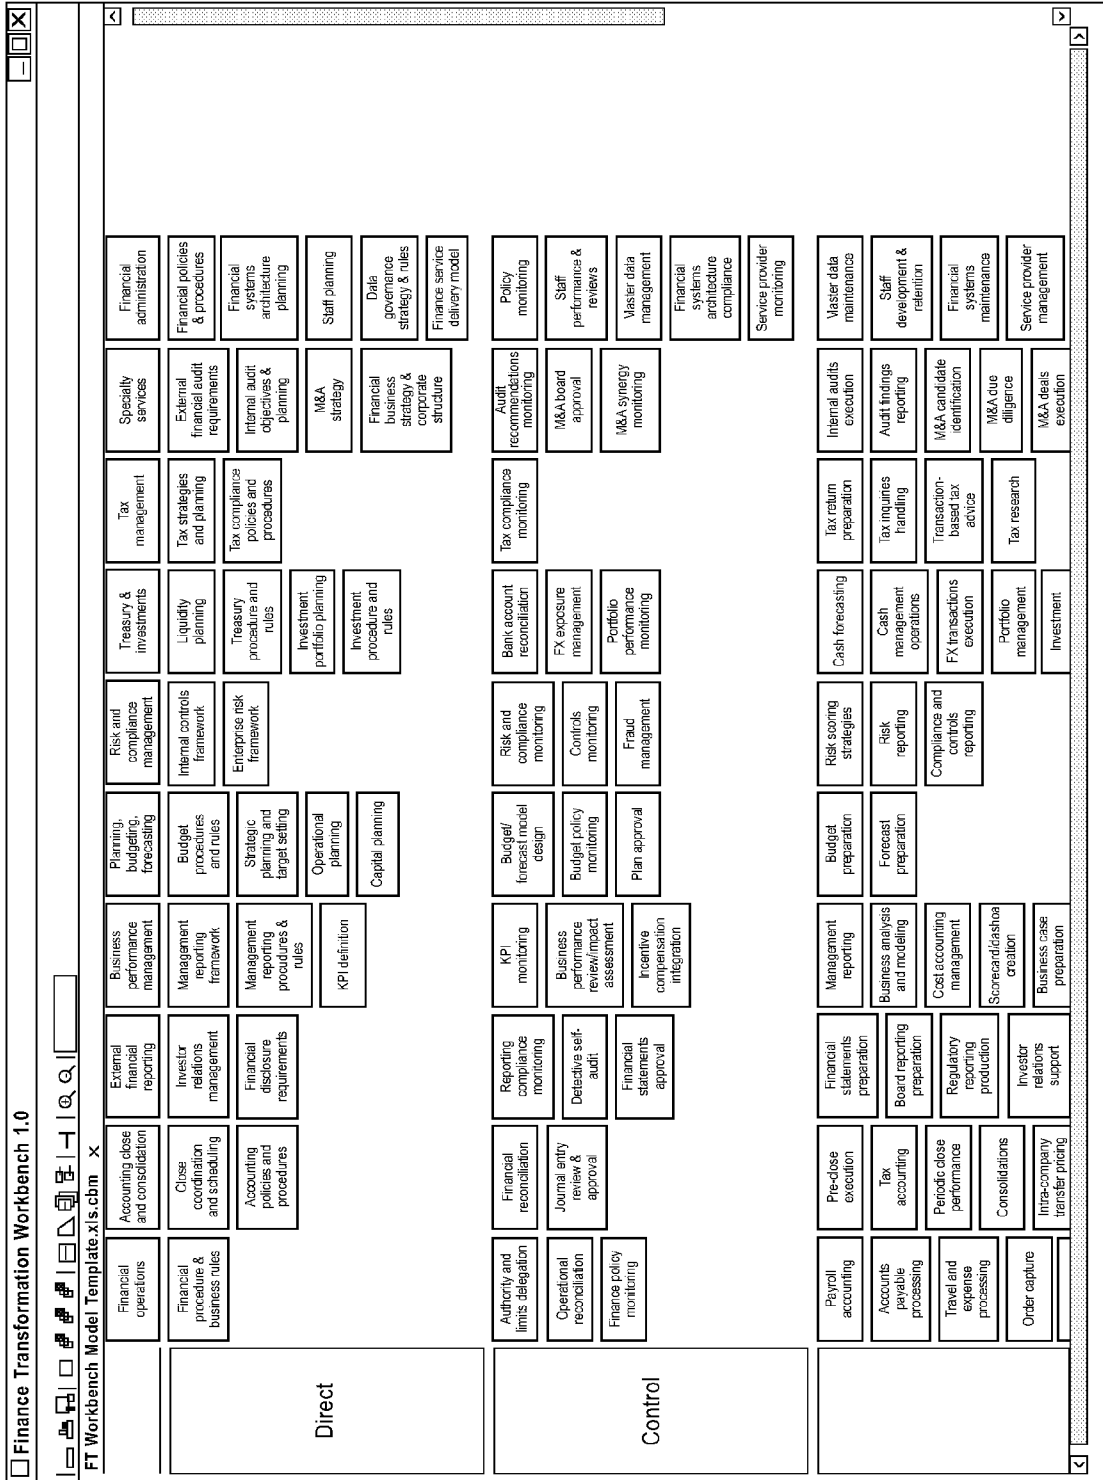 Finance Transformation Workbench 1.0
FT Workbench Model Template.xls.cbm X
Financial
operations
Accounting close
and consolidation
External
financial
reporting
Business
performance
management
Planning,
budgeting,
forecasting
Risk and
compliance
management
Treasury &
investments
Tax
management
Specialty
services
Financial
administration
Direct
Financial
procedure &
business rules
Close
coordination
and scheduling
Accounting
policies and
procedures
Investor
relations
management
Financial
disclosure
requirements
Management
reporting
framework
Management
reporting
procudures &
rules
KPI definition
Budget
procedures
and rules
Strategic
planning and
target setting
Operational
planning
Capital planning
Internal controls
framework
Enterprise risk
framework
Liquidity
planning
Treasury
procedure and
rules
Investment
portfolio planning
Investment
procedure and
rules
Tax strategies
and planning
Tax compliance
policies and
procedures
External
financial audit
requirements
Internal audit
objectives &
planning
M&A
strategy
Financial
business
strategy &
corporate
structure
Financial policies
& procedures
Financial
systems
architecture
planning
Staff planning
Data
governance
strategy & rules
Finance service
delivery model
Control
Authority and
limits delegation
Operational
reconciliation
Finance policy
monitoring
Financial
reconciliation
Journal entry
review &
approval
Reporting
compliance
monitoring
Detective self-
audit
Financial
statements
approval
KPI
monitoring
Business
performance
review/impact
assessment
Incentive
compensation
integration
Budget/
forecast model
design
Budget policy
monitoring
Plan approval
Risk and
compliance
monitoring
Controls
monitoring
Fraud
management
Bank account
reconciliation
FX exposure
management
Portfolio
performance
monitoring
Tax compliance
monitoring
Audit
recommendations
monitoring
M&A board
approval
M&A synergy
monitoring
Policy
monitoring
Staff
performance &
reviews
Master data
management
Financial
systems
architecture
compliance
Service provider
monitoring
Payroll
accounting
Accounts
payable
processing
Travel and
expense
processing
Order capture
Pre-close
execution
Tax
accounting
Periodic close
performance
Consolidations
Intra-company
transfer pricing
Financial
statements
preparation
Board reporting
preparation
Regulatory
reporting
production
Investor
relations
support
Management
reporting
Business analysis
and modeling
Cost accounting
management
Scorecard/dashboa
creation
Business case
preparation
Budget
preparation
Forecast
preparation
Risk scoring
strategies
Risk
reporting
Compliance and
controls
reporting
Cash forecasting
Cash
management
operations
FX transactions
execution
Portfolio
management
Investment
Tax return
preparation
Tax inquiries
handling
Transaction-
based tax
advice
Tax research
Internal audits
execution
Audit findings
reporting
M&A candidate
identification
M&A due
diligence
M&A deals
execution
Master data
maintenance
Staff
development &
retention
Financial
systems
maintenance
Service provider
management